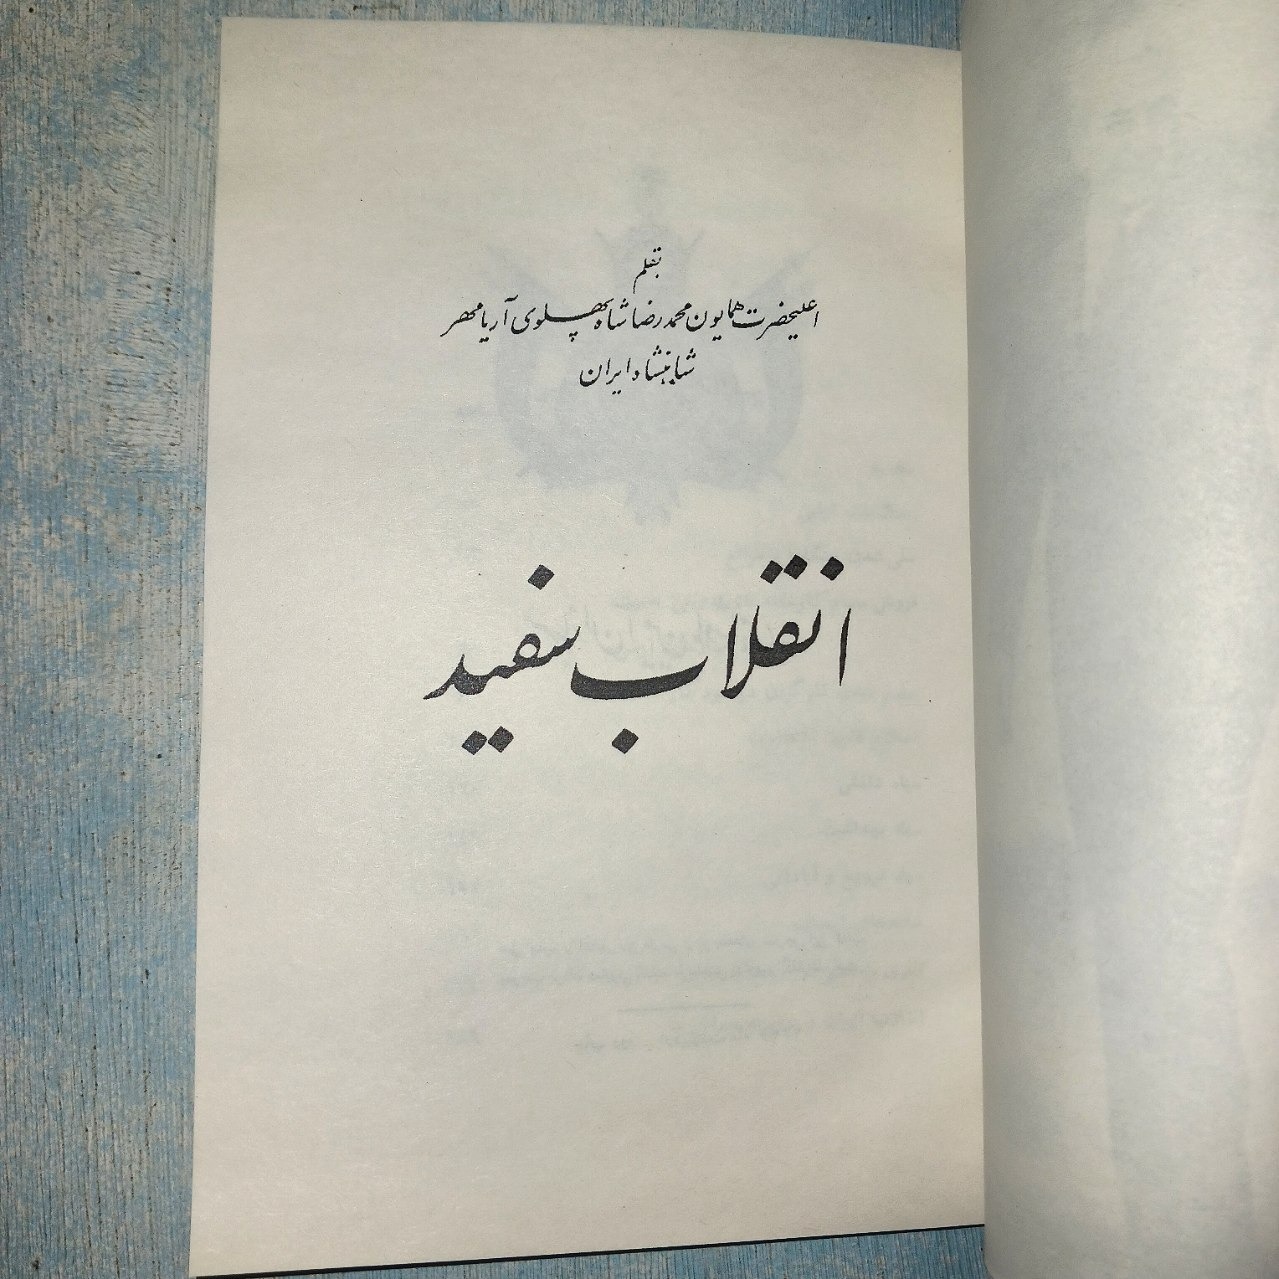 بقلم
اعلیحضرت همایون محمد رضا شاه پهلوی آریامهر
شاهنشاه ایران
انقلاب سفید